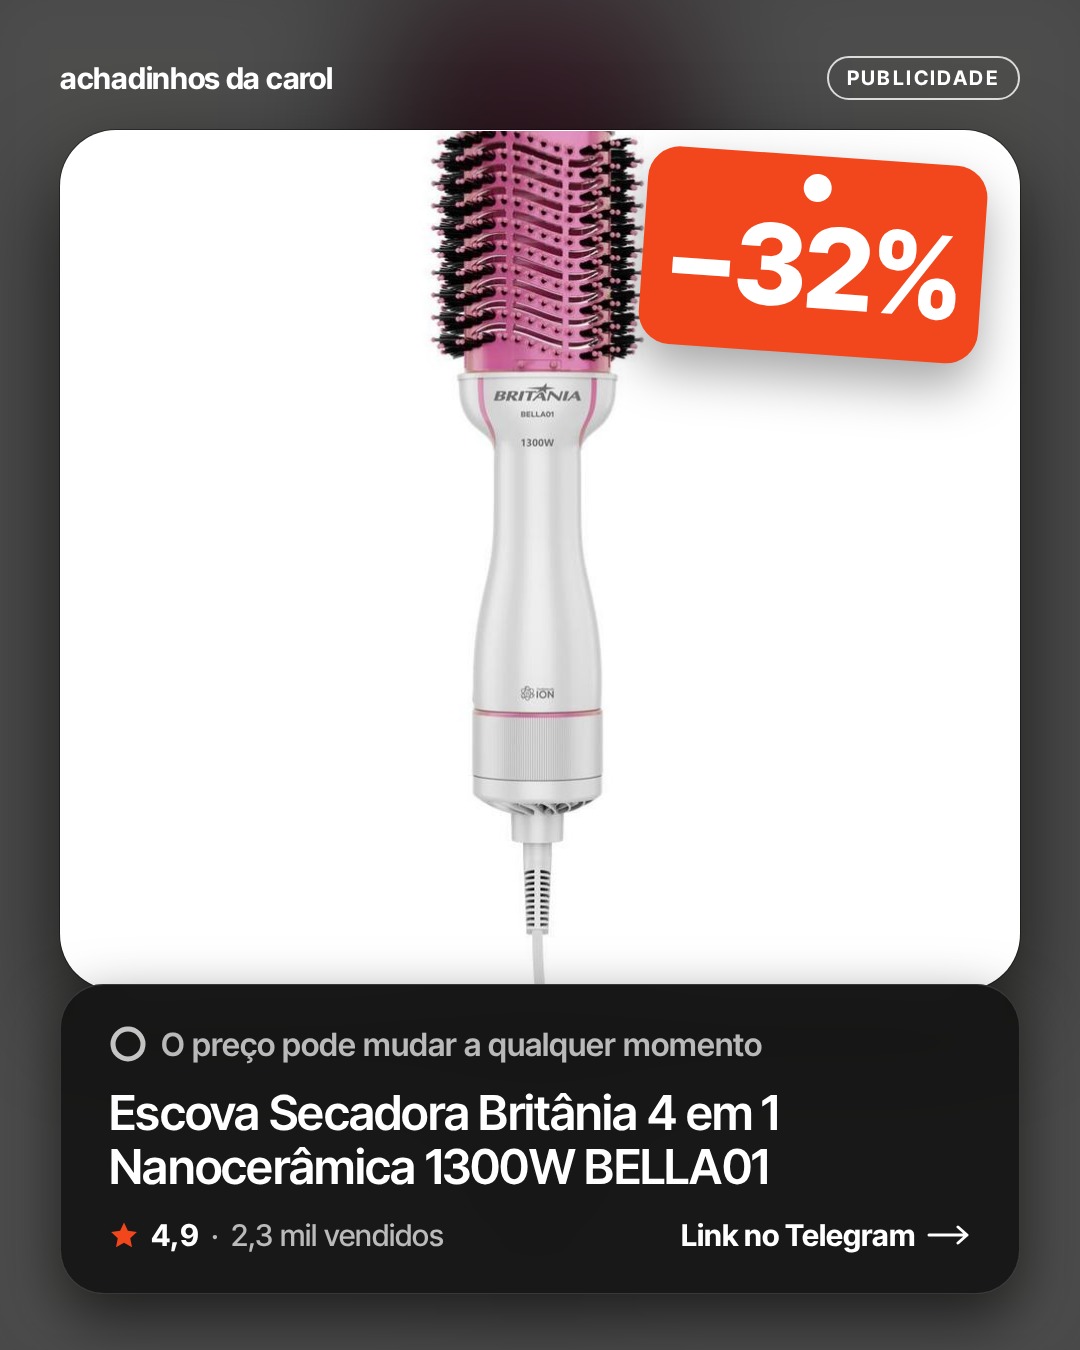 achadinhos da carol
PUBLICIDADE
−32%
BRITANIA
BELLA01
1300W
ION
O preço pode mudar a qualquer momento
Escova Secadora Britânia 4 em 1
Nanocerâmica 1300W BELLA01
4,9 · 2,3 mil vendidos
Link no Telegram →